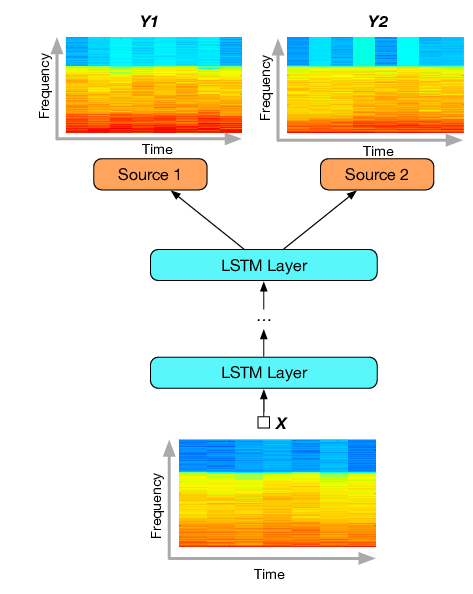 Y1
Y2
Frequency
Frequency
Time
Time
Source 1
Source 2
LSTM Layer
...
LSTM Layer
X
Frequency
Time